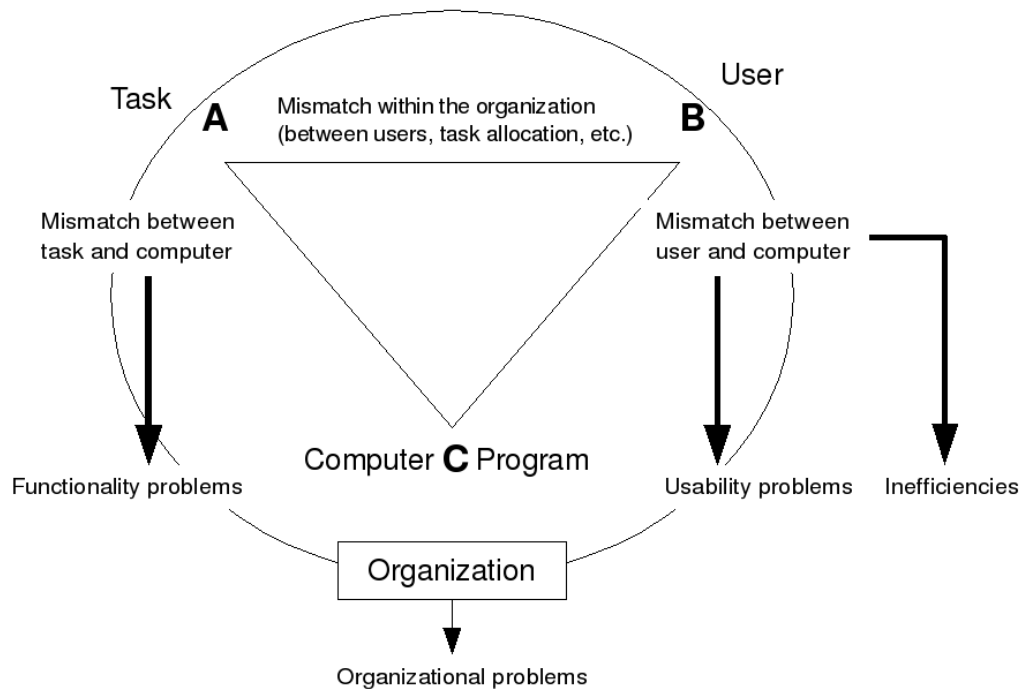 User
Task
A
Mismatch within the organization
(between users, task allocation, etc.)
B
Mismatch between
task and computer
Mismatch between
user and computer
Computer C Program
Functionality problems
Usability problems
Inefficiencies
Organization
Organizational problems